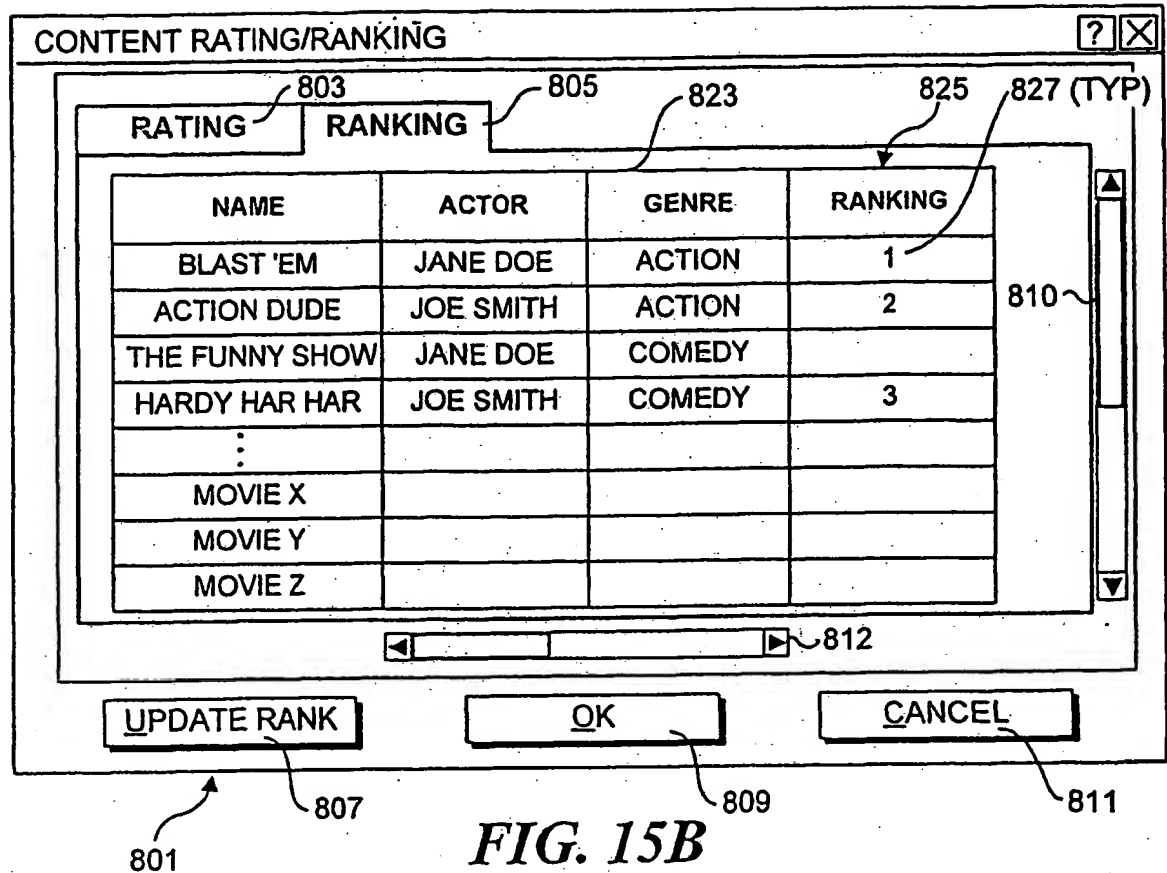 CONTENT RATING/RANKING ? X
803 805 823 825 827 (TYP)
RATING RANKING
NAME ACTOR GENRE RANKING
BLAST 'EM JANE DOE ACTION 1
ACTION DUDE JOE SMITH ACTION 2
810
THE FUNNY SHOW JANE DOE COMEDY
HARDY HAR HAR JOE SMITH COMEDY 3
⋮
MOVIE X
MOVIE Y
MOVIE Z
812
UPDATE RANK OK CANCEL
807 809 811
801
FIG. 15B